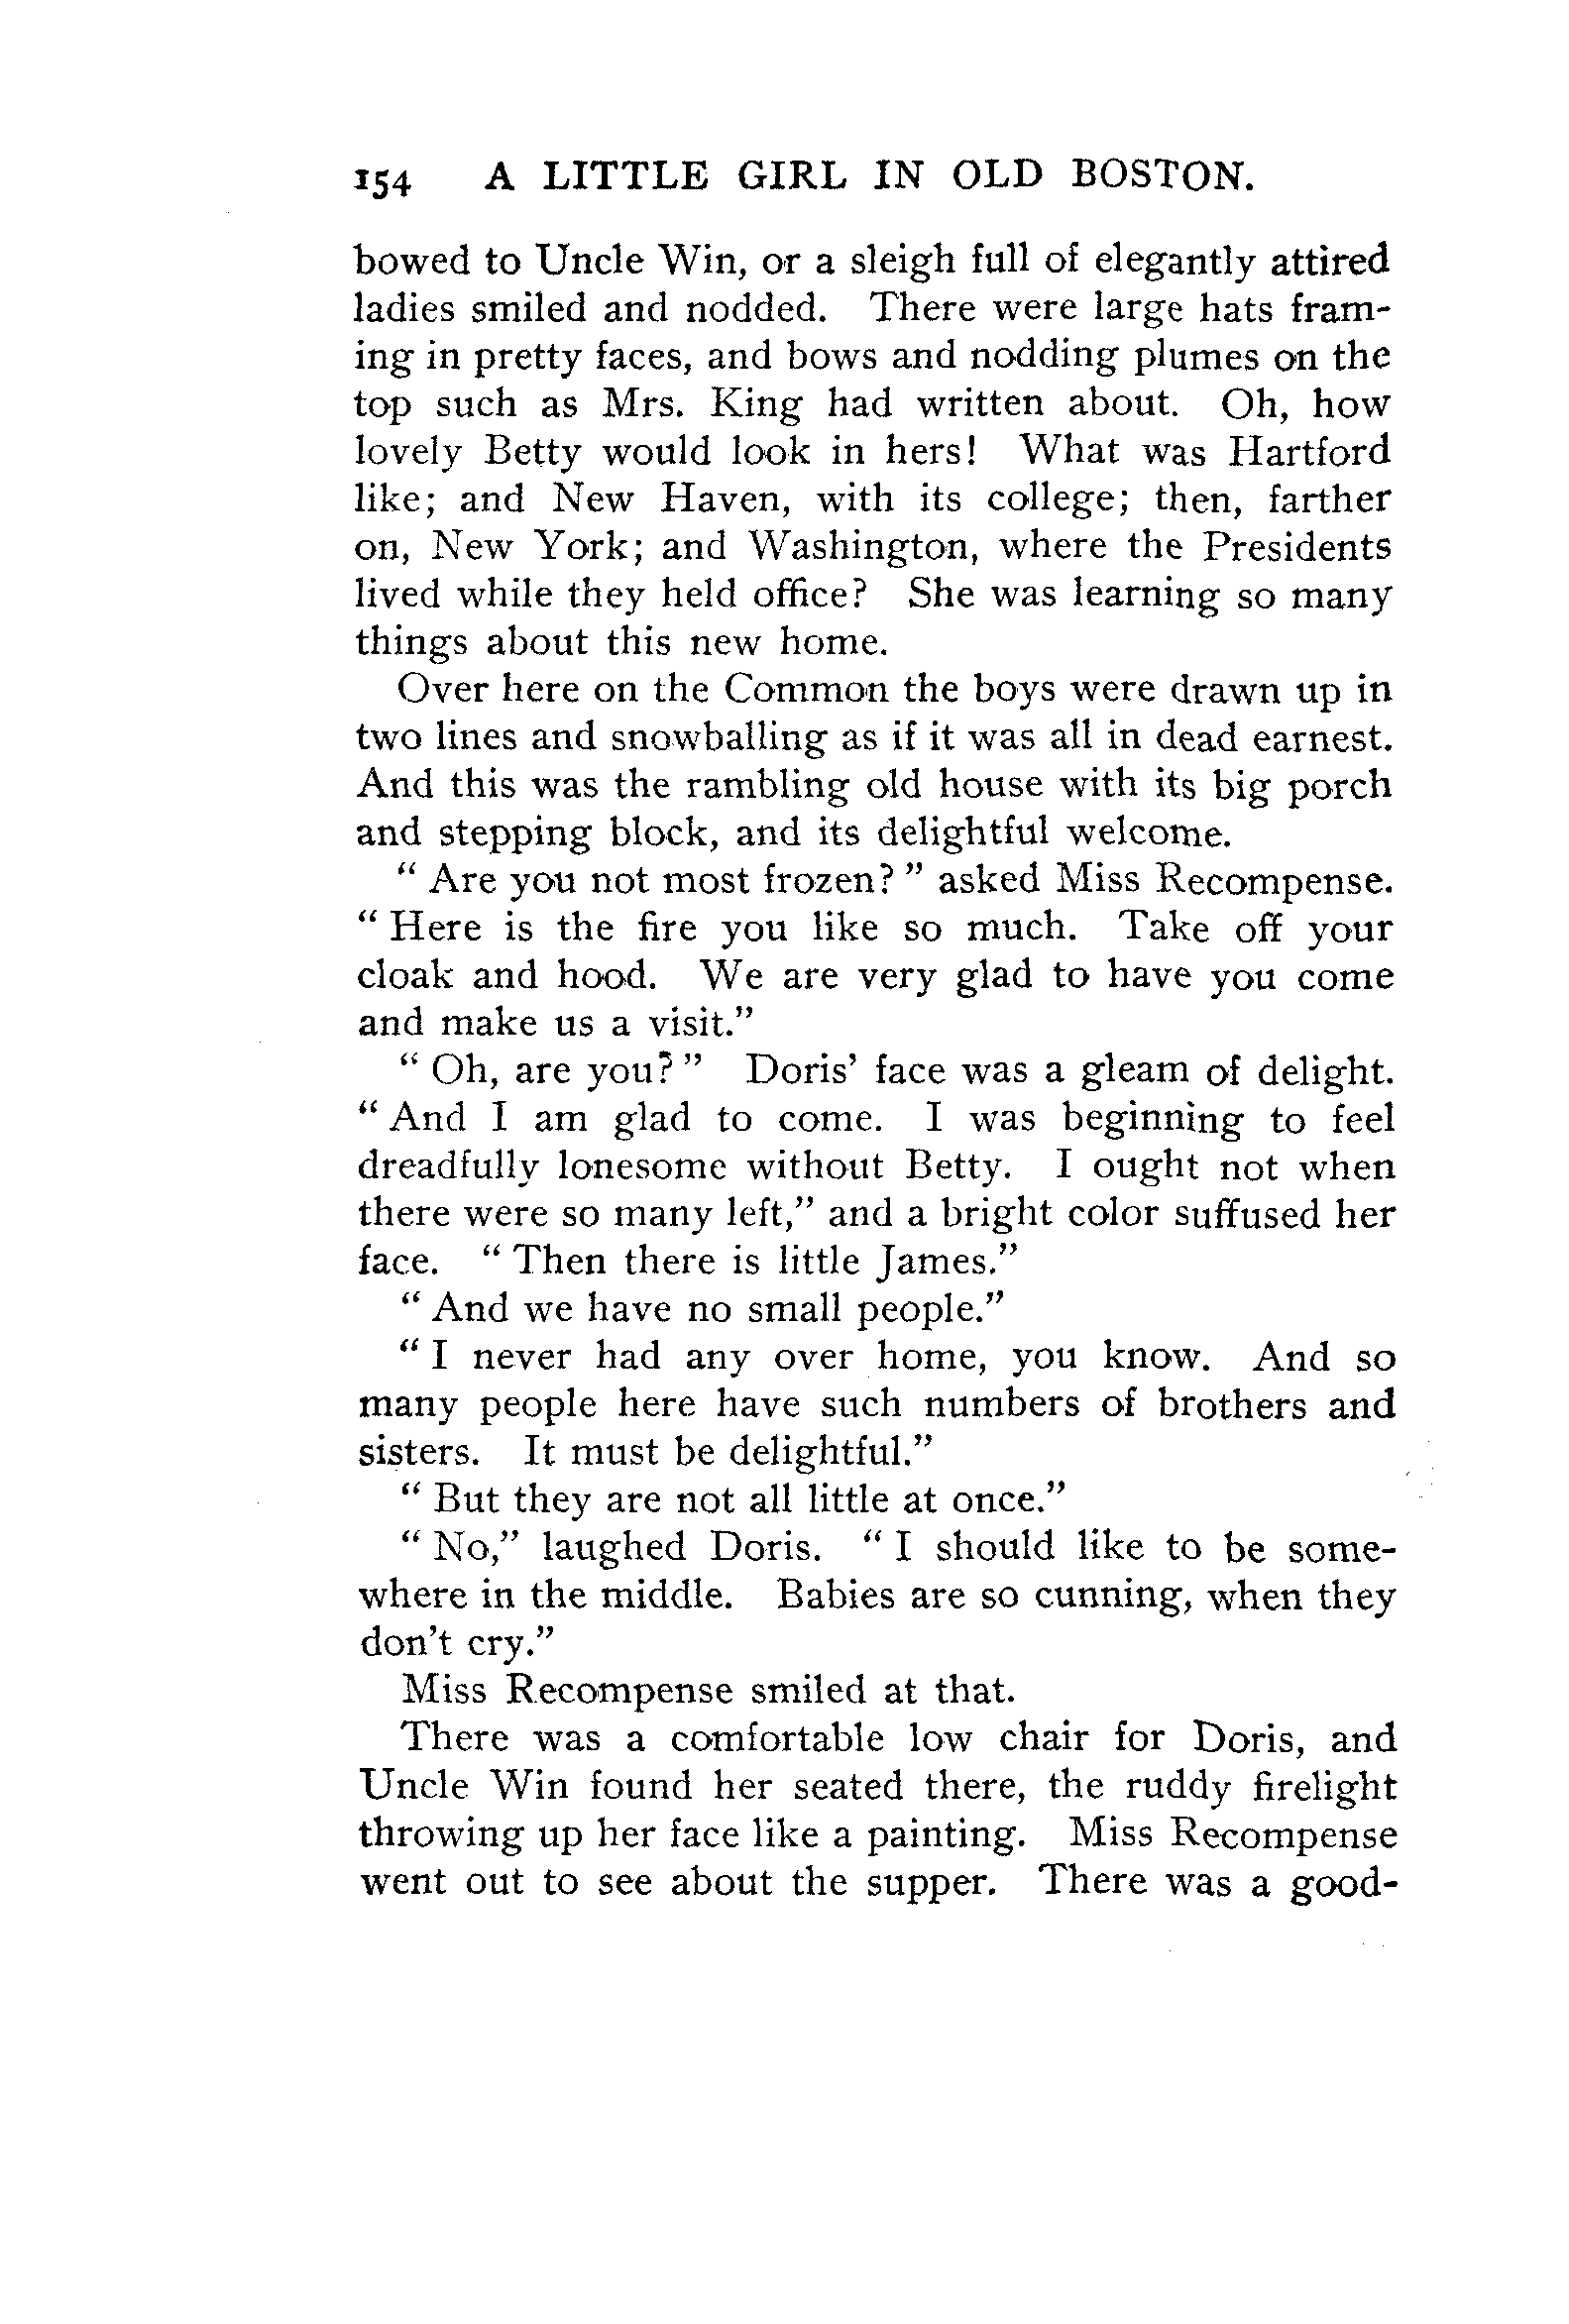 154 A LITTLE GIRL IN OLD BOSTON.
bowed to Uncle Win, or a sleigh full of elegantly attired
ladies smiled and nodded. There were large hats fram-
ing in pretty faces, and bows and nodding plumes on the
top such as Mrs. King had written about. Oh, how
lovely Betty would look in hers! What was Hartford
like; and New Haven, with its college; then, farther
on, New York; and Washington, where the Presidents
lived while they held office? She was learning so many
things about this new home.
Over here on the Common the boys were drawn up in
two lines and snowballing as if it was all in dead earnest.
And this was the rambling old house with its big porch
and stepping block, and its delightful welcome.
“ Are you not most frozen? ” asked Miss Recompense.
“ Here is the fire you like so much. Take off your
cloak and hood. We are very glad to have you come
and make us a visit.”
“ Oh, are you? ” Doris’ face was a gleam of delight.
“ And I am glad to come. I was beginning to feel
dreadfully lonesome without Betty. I ought not when
there were so many left,” and a bright color suffused her
face. “ Then there is little James.”
“ And we have no small people.”
“ I never had any over home, you know. And so
many people here have such numbers of brothers and
sisters. It must be delightful.”
“ But they are not all little at once.”
“ No,” laughed Doris. “ I should like to be some-
where in the middle. Babies are so cunning, when they
don't cry.”
Miss Recompense smiled at that.
There was a comfortable low chair for Doris, and
Uncle Win found her seated there, the ruddy firelight
throwing up her face like a painting. Miss Recompense
went out to see about the supper. There was a good-